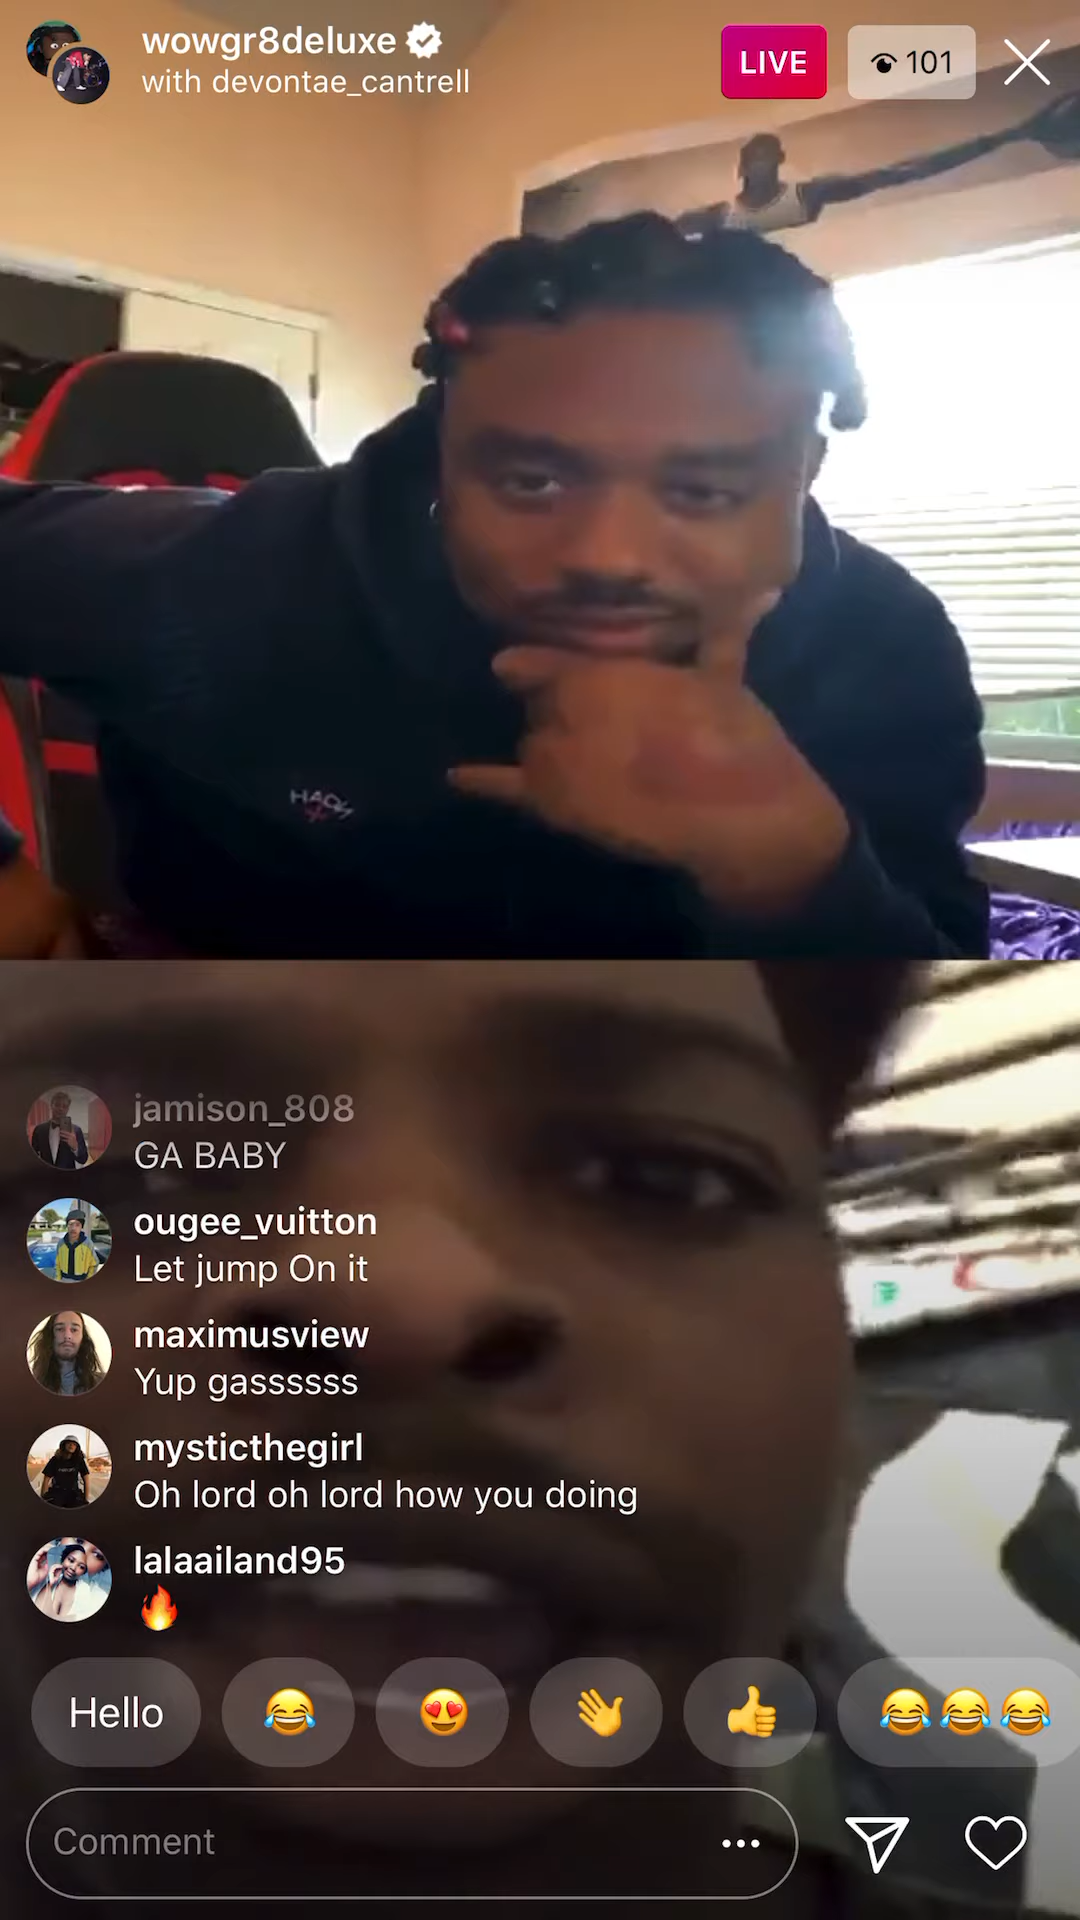 wowgr8deluxe
with devontae_cantrell
LIVE
101
jamison_808
GA BABY
ougee_vuitton
Let jump On it
maximusview
Yup gassssss
mysticthegirl
Oh lord oh lord how you doing
lalaailand95
🔥
Hello
😂
😍
👋
👍
😂😂😂
Comment